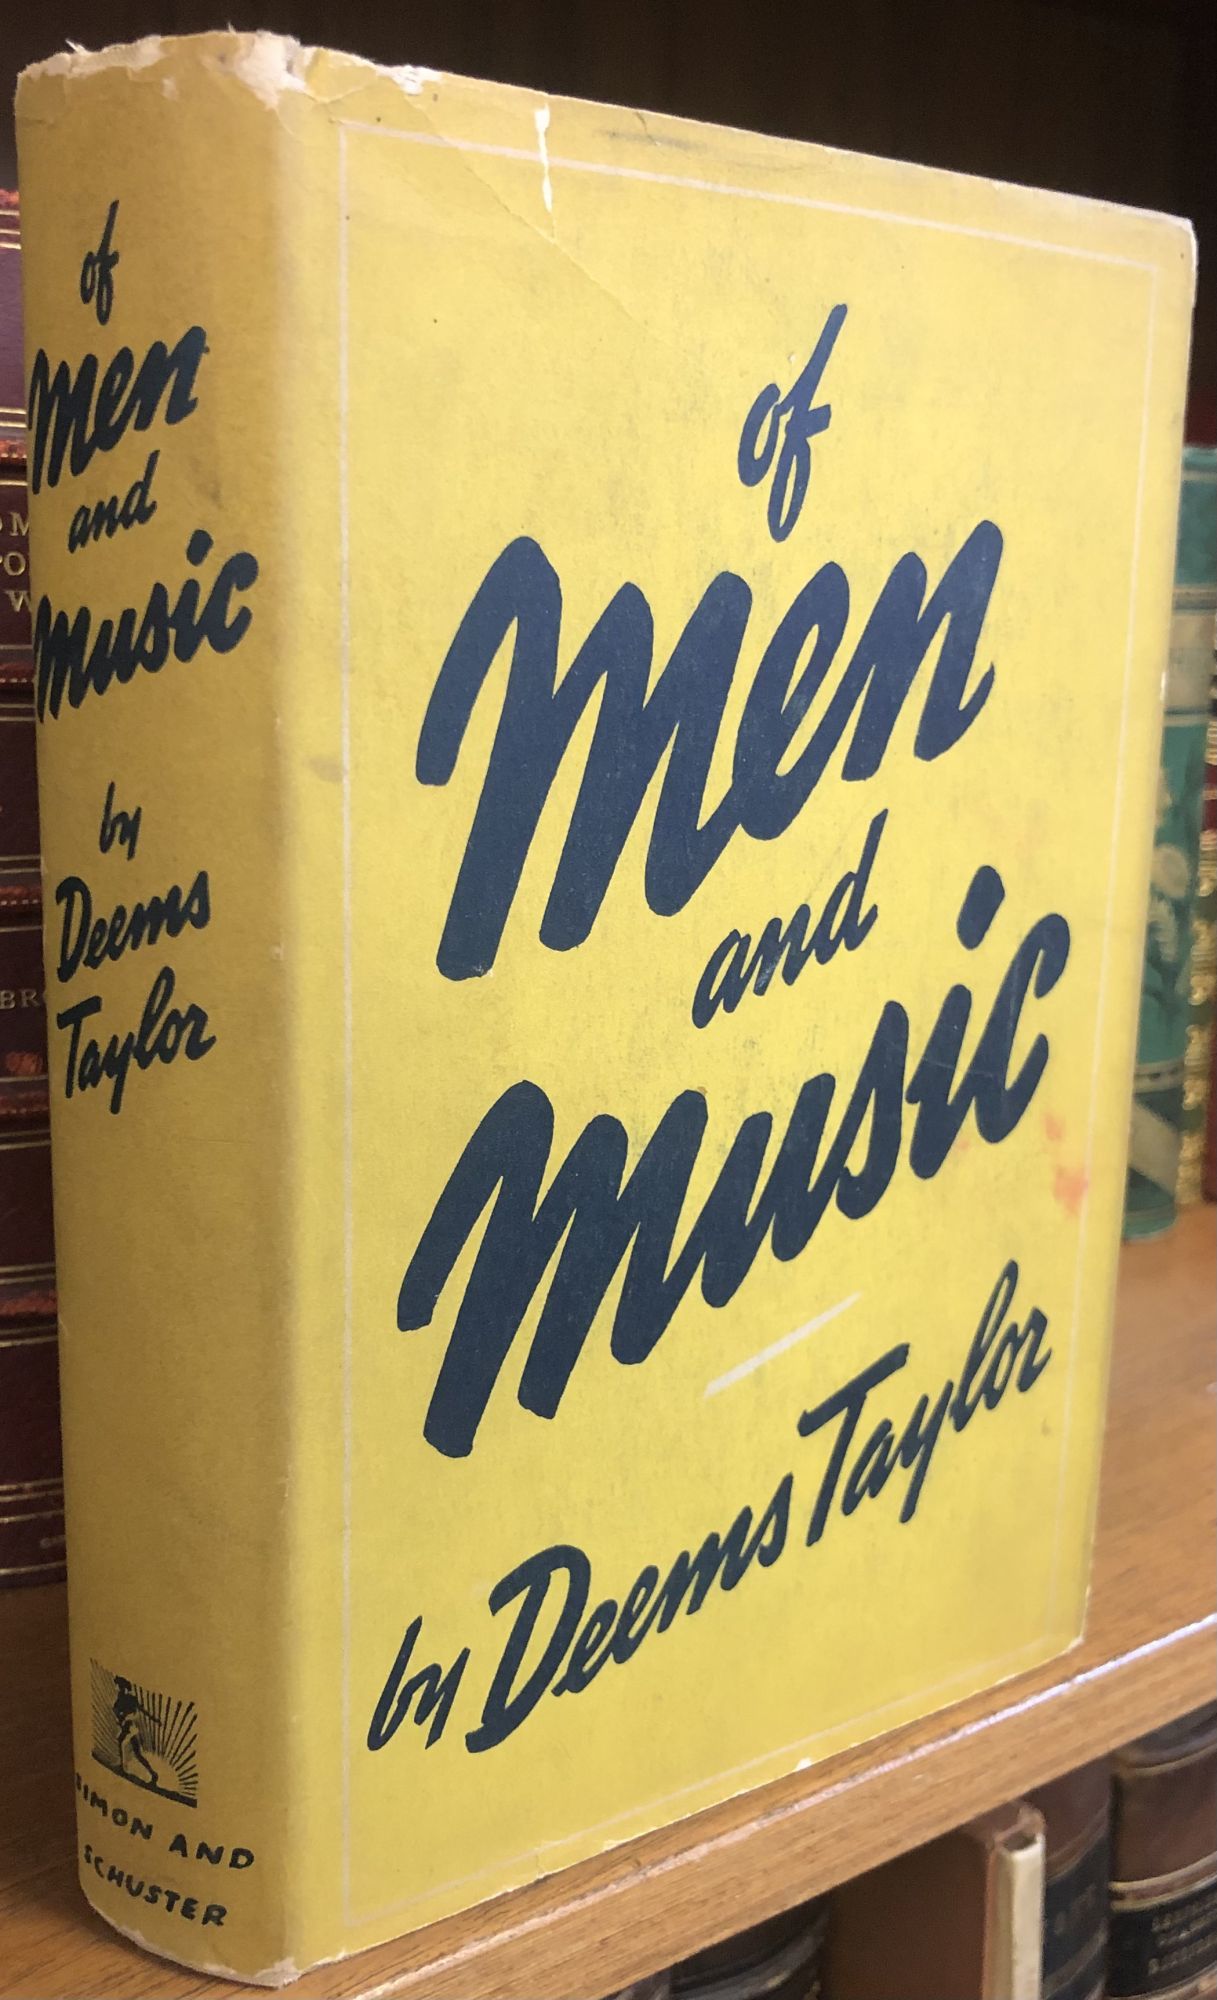 of
Men
and
Music
by
Deems
Taylor
SIMON AND
SCHUSTER
of
Men
and
Music
by Deems Taylor